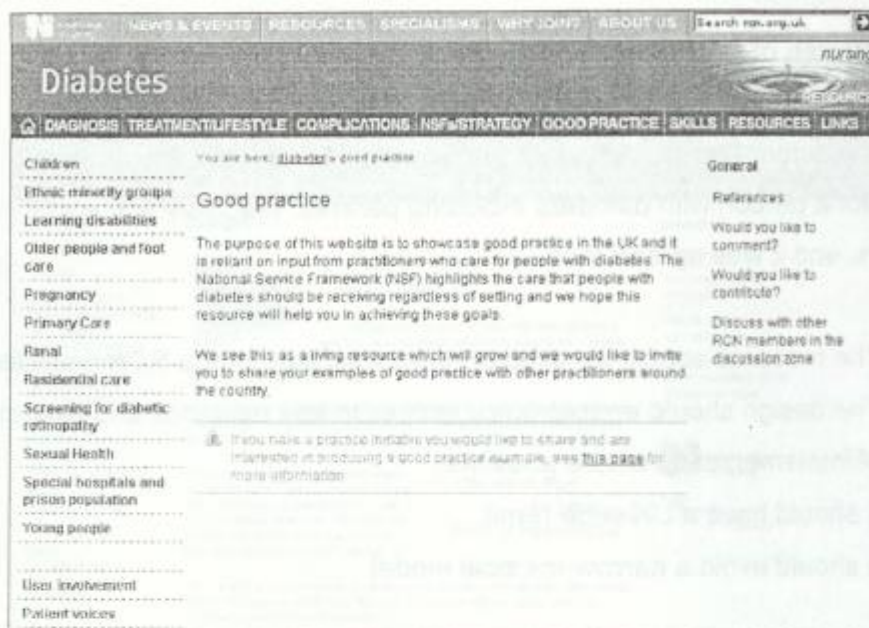 NEWS & EVENTS RESOURCES SPECIALISMS WHY JOIN? ABOUT US Search rcn.org.uk
nursing
Diabetes
RESOURCE
DIAGNOSIS TREATMENT/LIFESTYLE COMPLICATIONS NSFs/STRATEGY GOOD PRACTICE SKILLS RESOURCES LINKS
Children
Ethnic minority groups
Learning disabilities
Older people and foot
care
Pregnancy
Primary Care
Renal
Residential care
Screening for diabetic
retinopathy
Sexual Health
Special hospitals and
prison population
Young people
User Involvement
Patient voices
You are here: diabetes > good practice
Good practice
The purpose of this website is to showcase good practice in the UK and it
is reliant on input from practitioners who care for people with diabetes. The
National Service Framework (NSF) highlights the care that people with
diabetes should be receiving regardless of setting and we hope this
resource will help you in achieving these goals.
We see this as a living resource which will grow and we would like to invite
you to share your examples of good practice with other practitioners around
the country.
If you have a practice initiative you would like to share and are
interested in producing a good practice example, see this page for
more information
General
References
Would you like to
comment?
Would you like to
contribute?
Discuss with other
RCN members in the
discussion zone